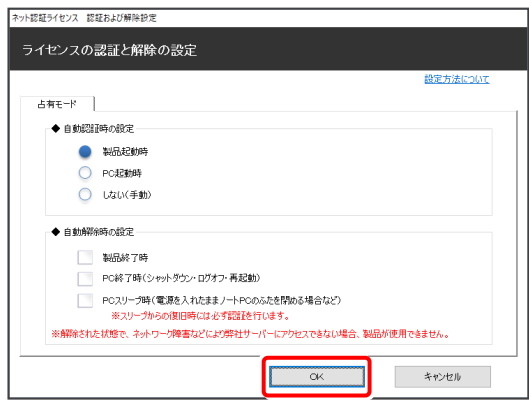 ネット認証ライセンス 認証および解除設定
ライセンスの認証と解除の設定
設定方法について
占有モード
◆ 自動認証時の設定
製品起動時
PC起動時
しない(手動)
◆ 自動解除時の設定
製品終了時
PC終了時(シャットダウン・ログオフ・再起動)
PCスリープ時(電源を入れたままノートPCのふたを閉める場合など)
※スリープからの復旧時には必ず認証を行います。
※解除された状態で、ネットワーク障害などにより弊社サーバーにアクセスできない場合、製品が使用できません。
OK
キャンセル